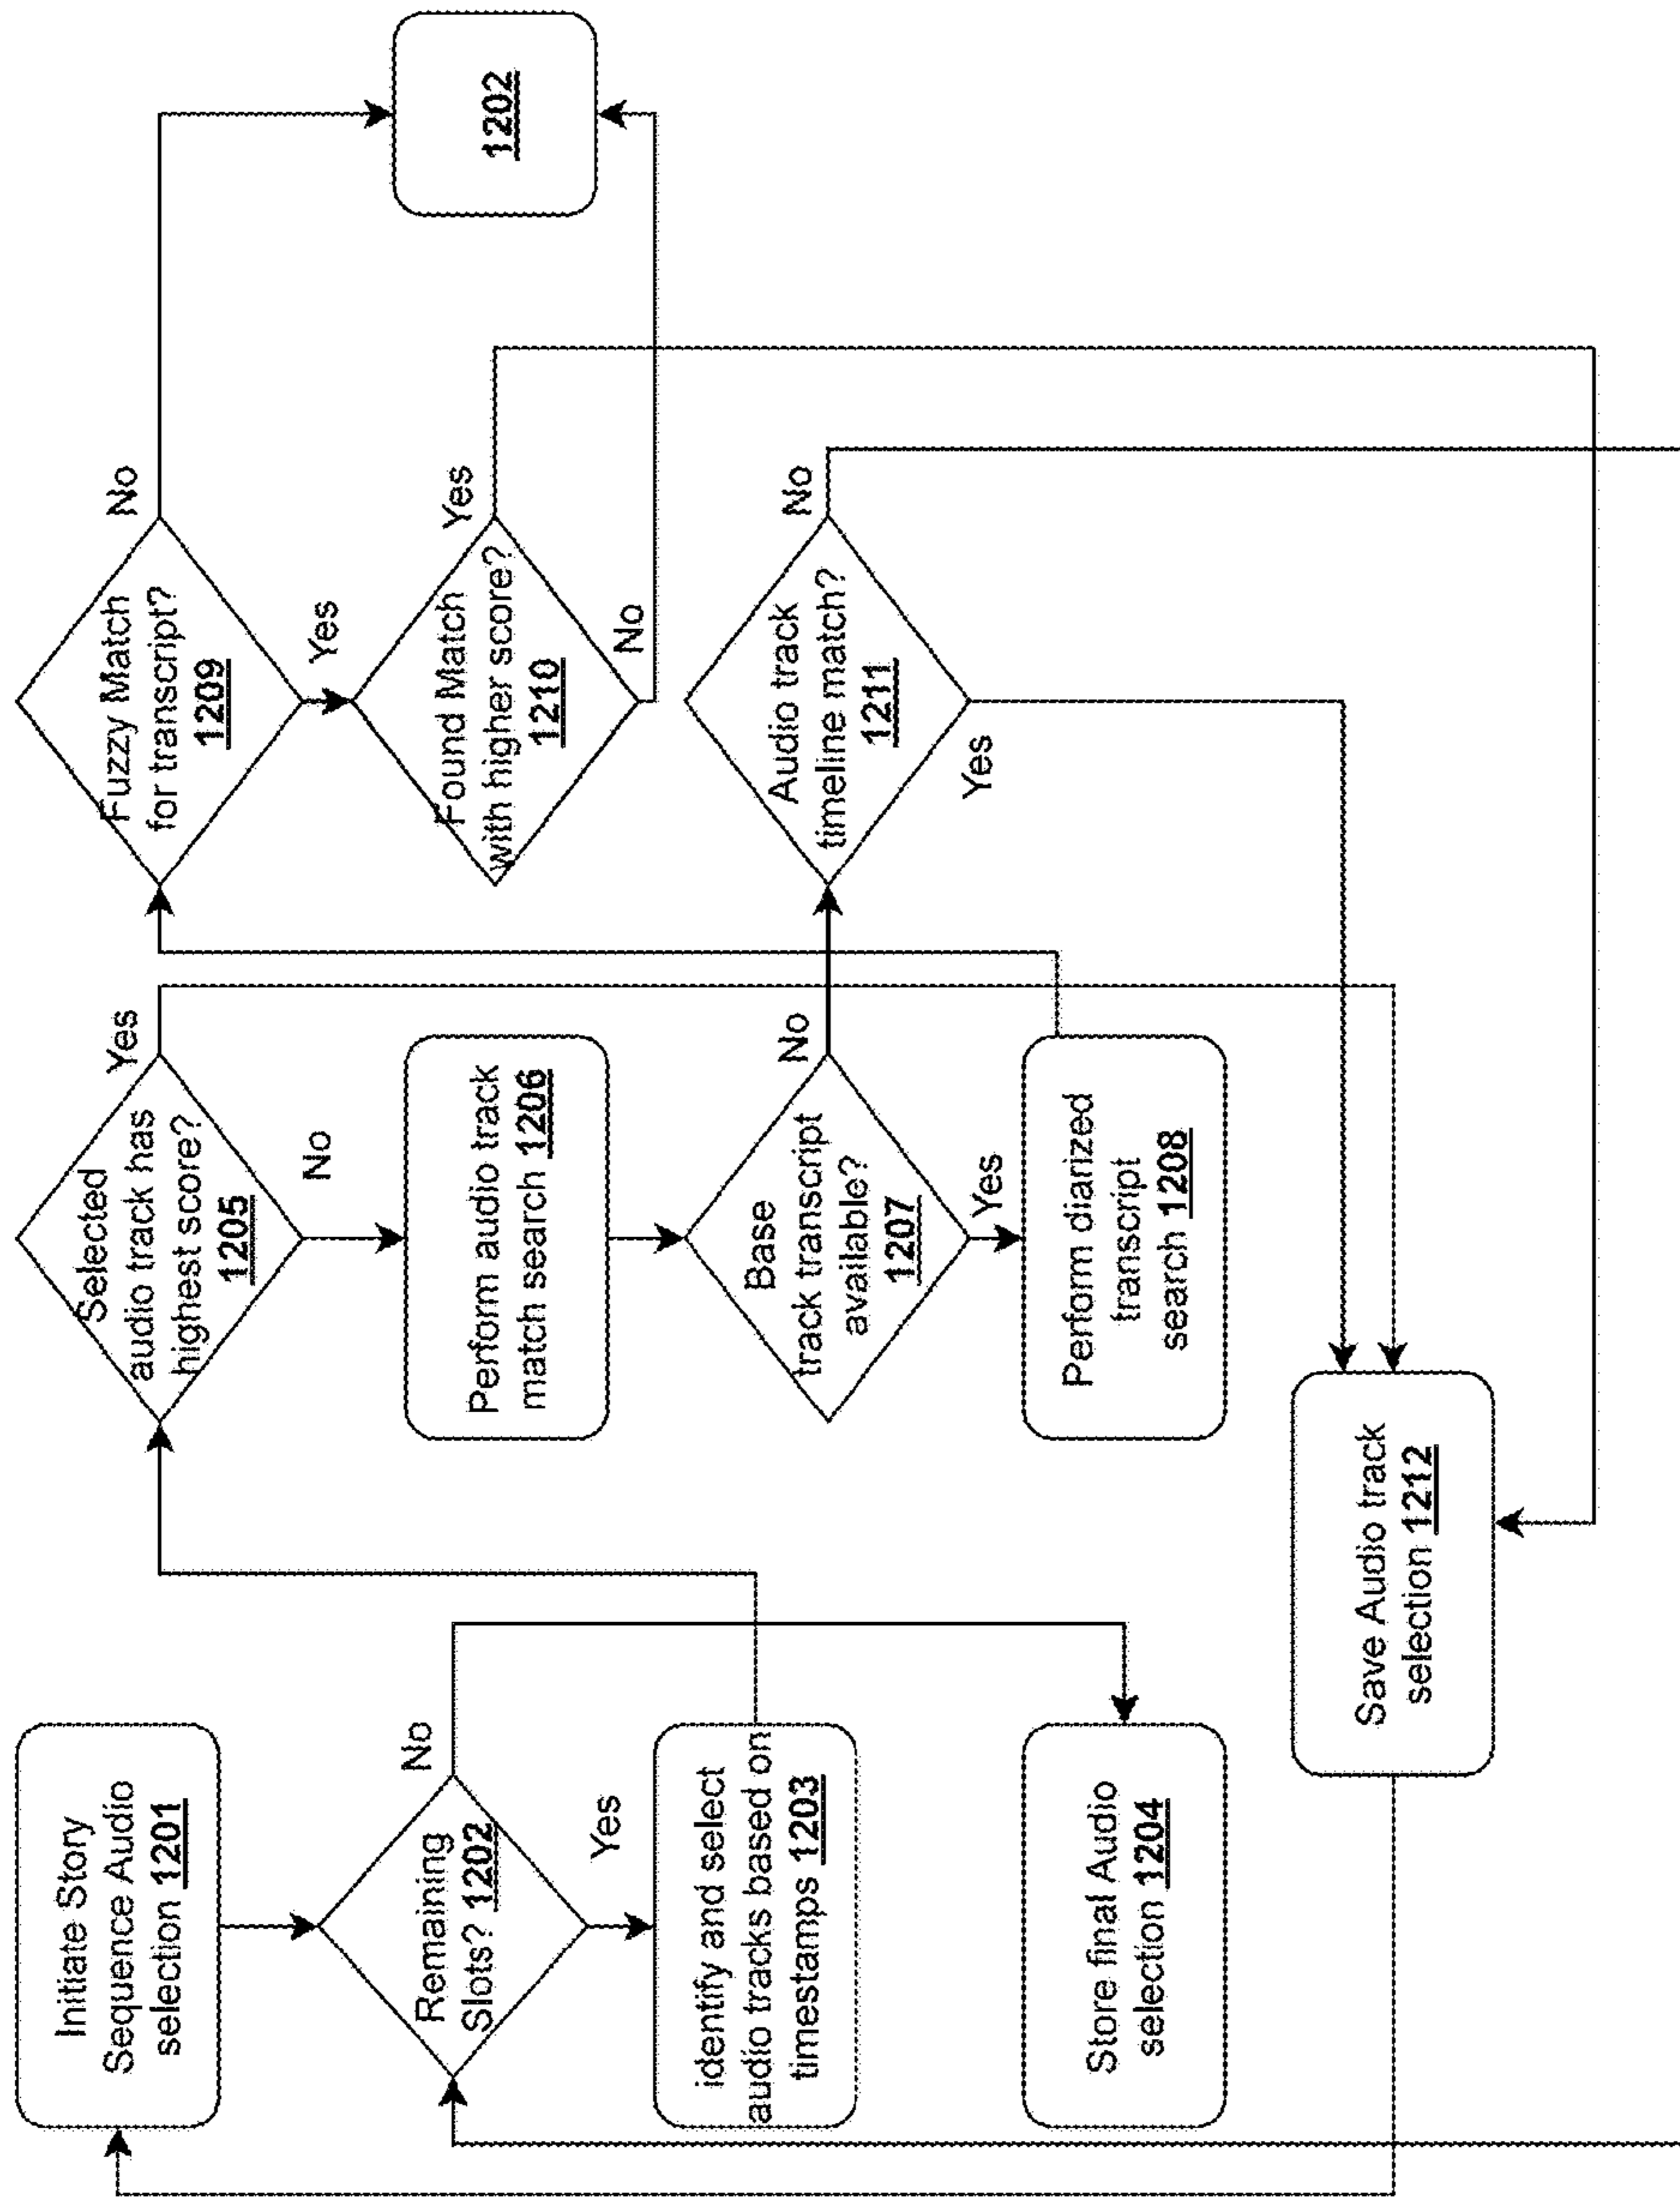 Initiate Story
Sequence Audio
selection 1201
Remaining
Slots? 1202
No
Yes
identify and select
audio tracks based on
timestamps 1203
Store final Audio
selection 1204
Selected
audio track has
highest score?
1205
Yes
No
Perform audio track
match search 1206
Base
track transcript
available?
1207
No
Yes
Perform diarized
transcript
search 1208
Save Audio track
selection 1212
Fuzzy Match
for transcript?
1209
No
Yes
Found Match
with higher score?
1210
Yes
No
Audio track
timeline match?
1211
No
Yes
1202